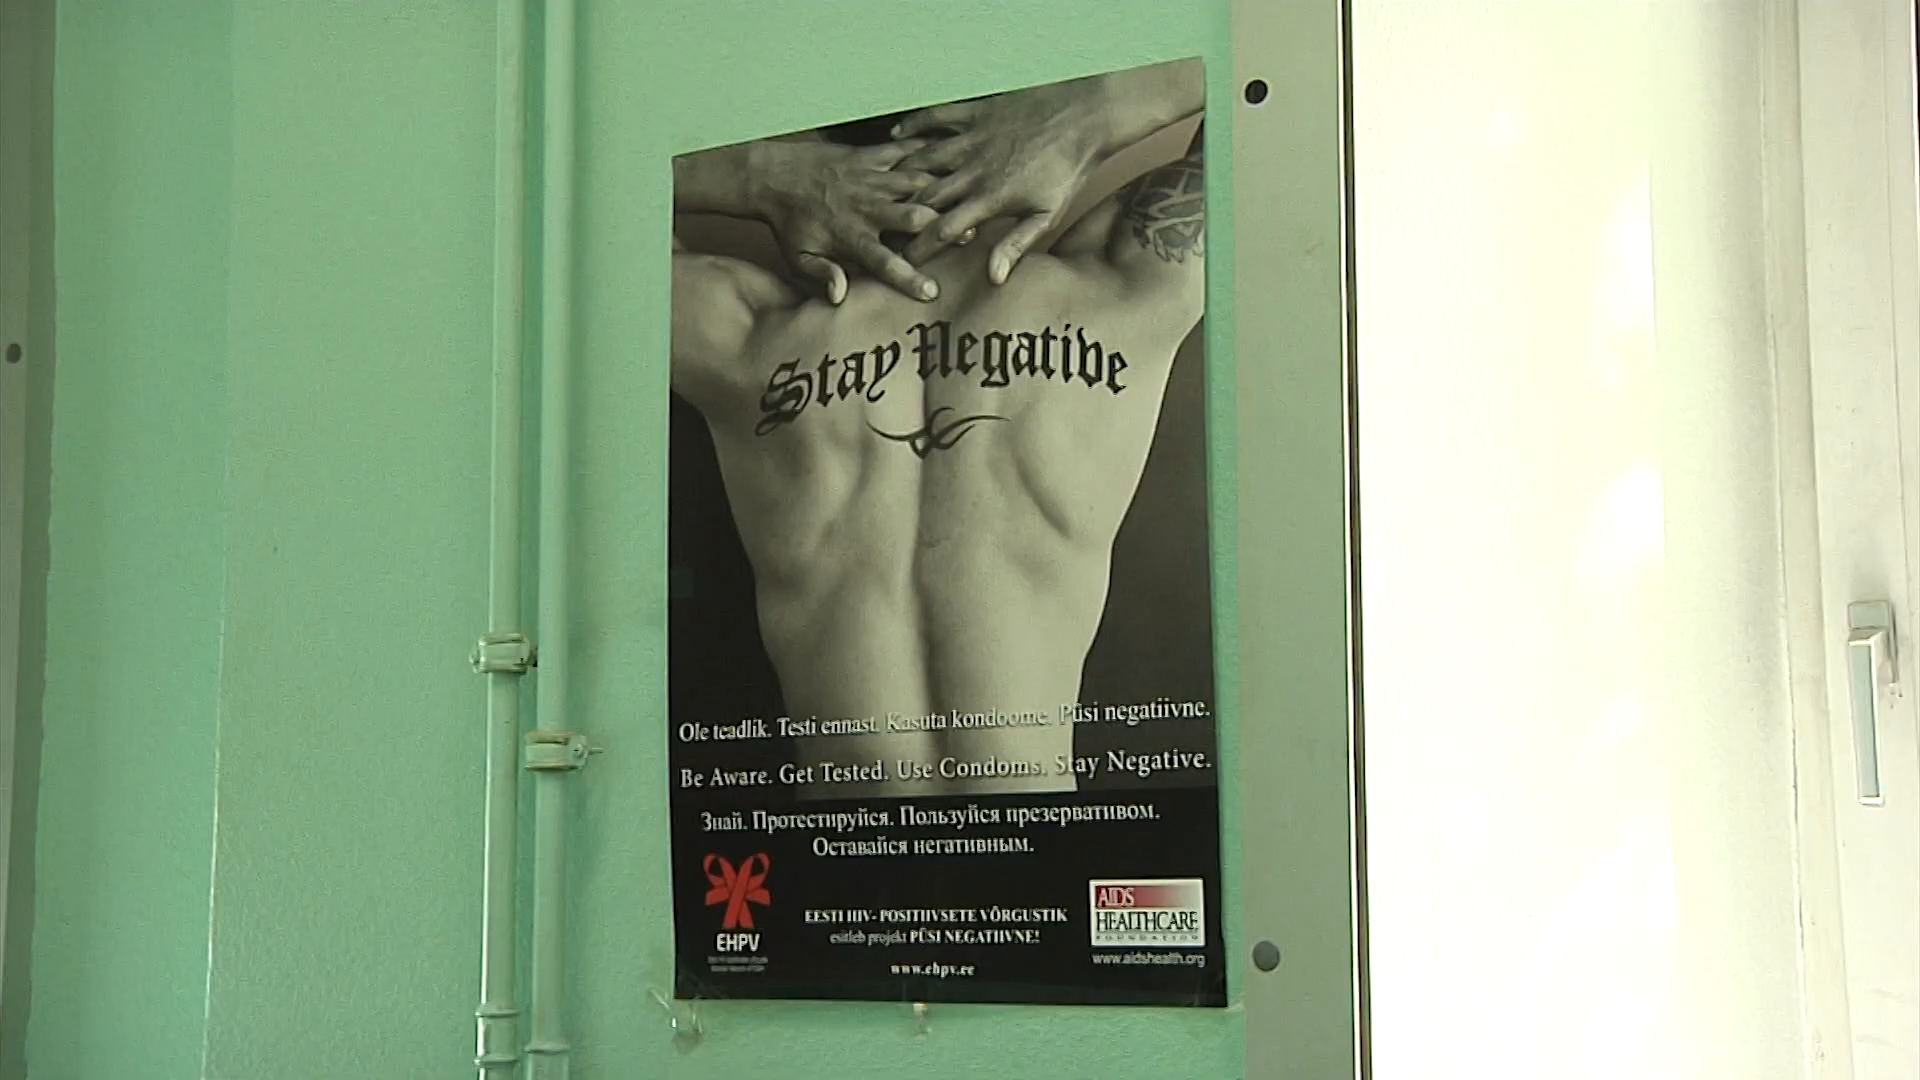 Stay Negative
Ole teadlik. Testi ennast. Kasuta kondoome. Püsi negatiivne.
Be Aware. Get Tested. Use Condoms. Stay Negative.
Знай. Протестируйся. Пользуйся презервативом.
Оставайся негативным.
EHPV
EESTI HIV- POSITIIVSETE VÕRGUSTIK
esitleb projekti PÜSI NEGATIIVNE!
www.ehpv.ee
AIDS
HEALTHCARE
FOUNDATION
www.aidshealth.org